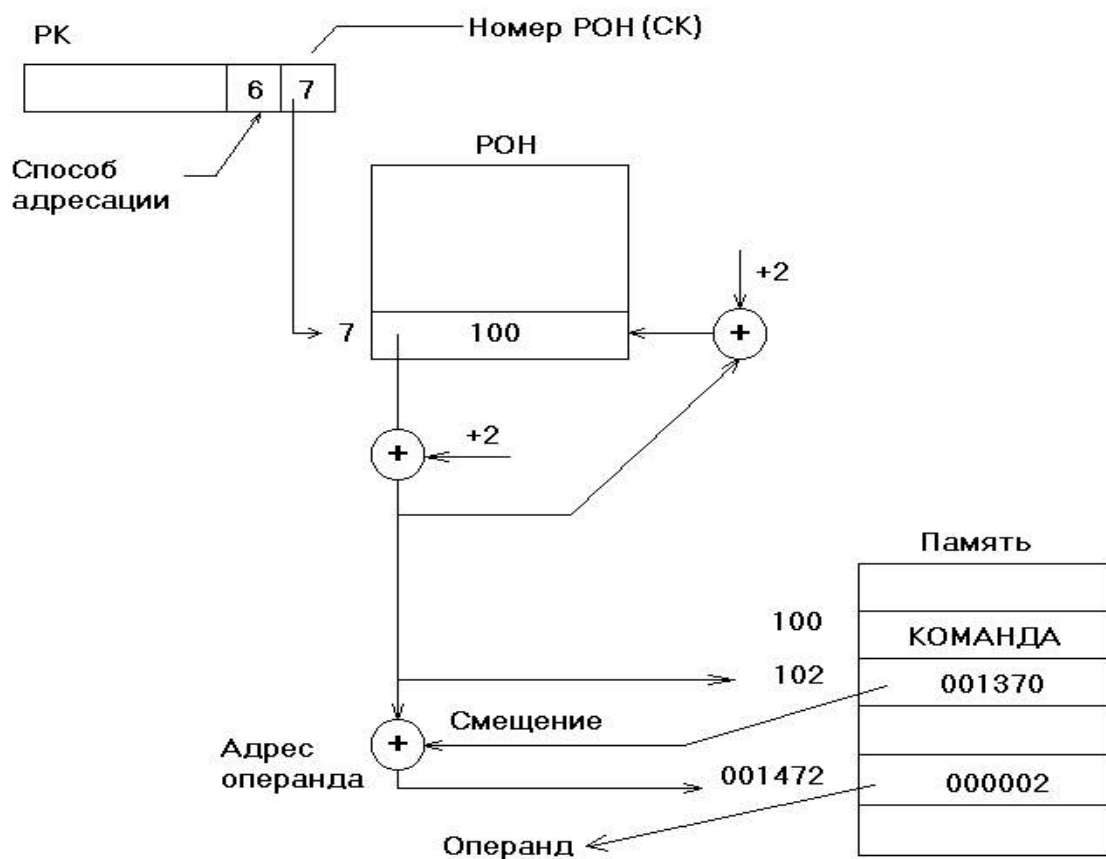 РК
Номер РОН (СК)
6 7
Способ
адресации
РОН
+2
7 100 +
+ +2
Память
100 КОМАНДА
102 001370
Смещение
+
Адрес
операнда
001472 000002
Операнд